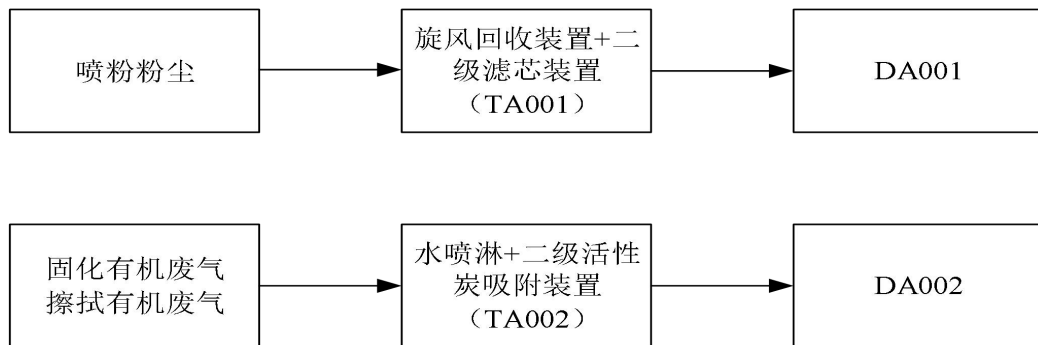 喷粉粉尘
旋风回收装置+二
级滤芯装置
（TA001）
DA001
固化有机废气
擦拭有机废气
水喷淋+二级活性
炭吸附装置
（TA002）
DA002